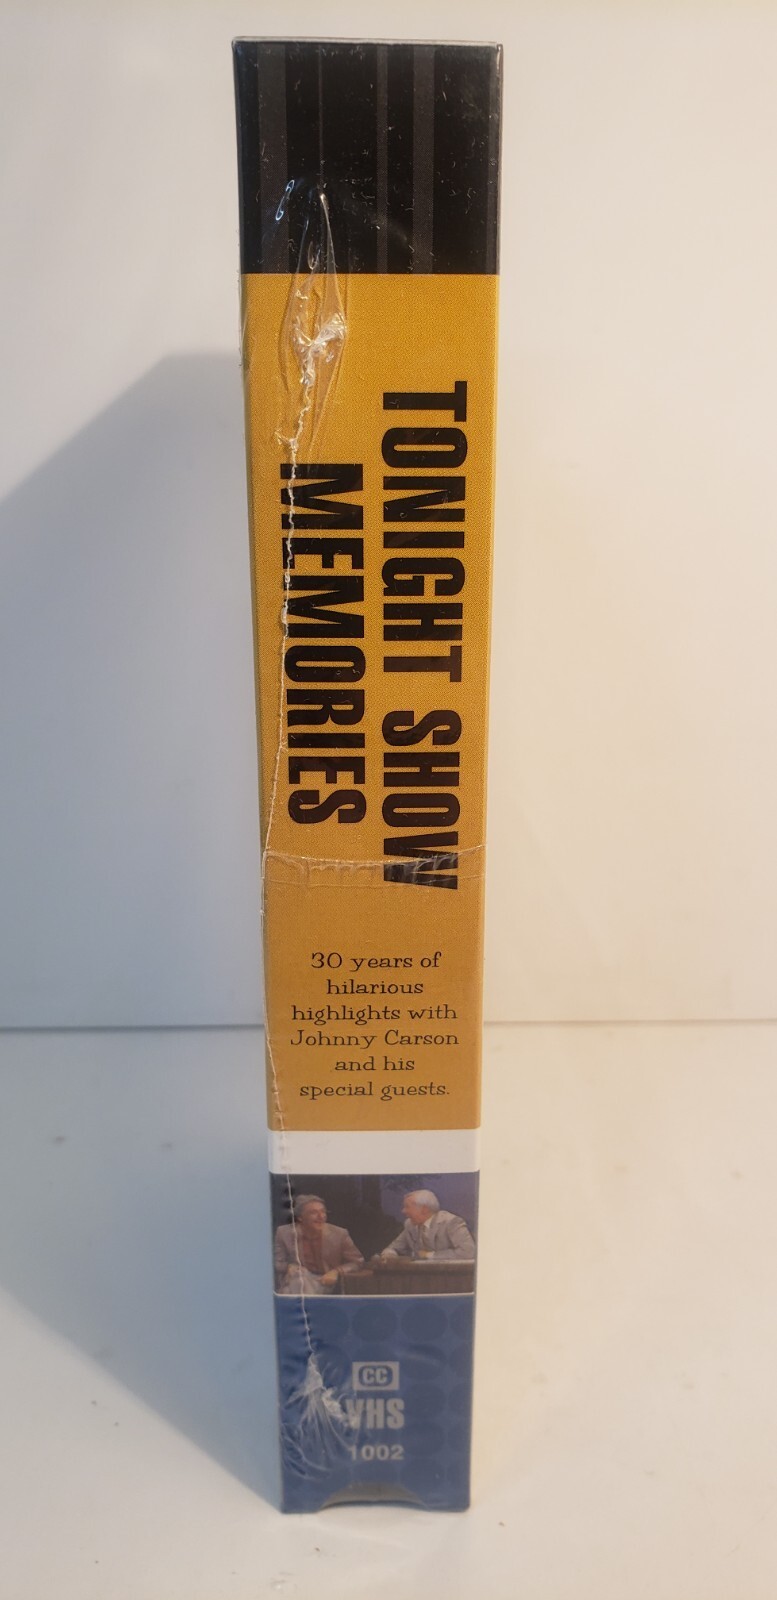 TONIGHT SHOW
MEMORIES
30 years of
hilarious
highlights with
Johnny Carson
and his
special guests.
CC
VHS
1002